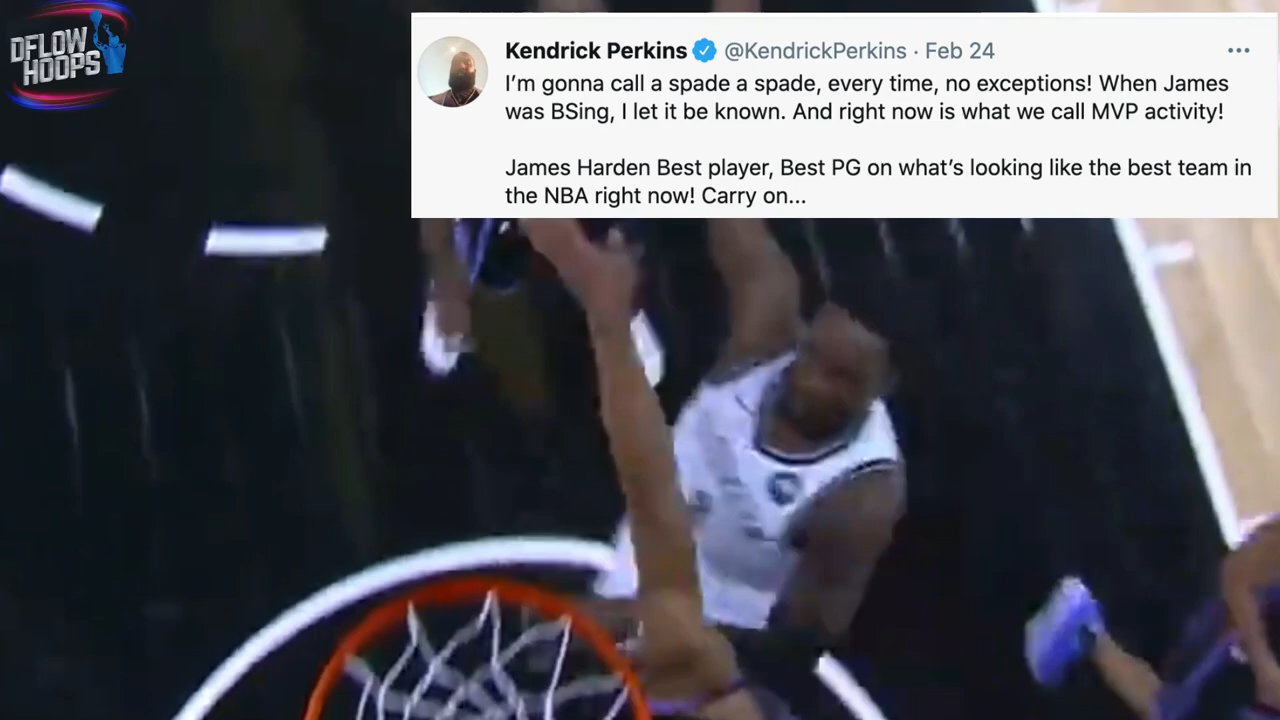 DFLOW
HOOPS
Kendrick Perkins @KendrickPerkins · Feb 24
I’m gonna call a spade a spade, every time, no exceptions! When James
was BSing, I let it be known. And right now is what we call MVP activity!
James Harden Best player, Best PG on what’s looking like the best team in
the NBA right now! Carry on...